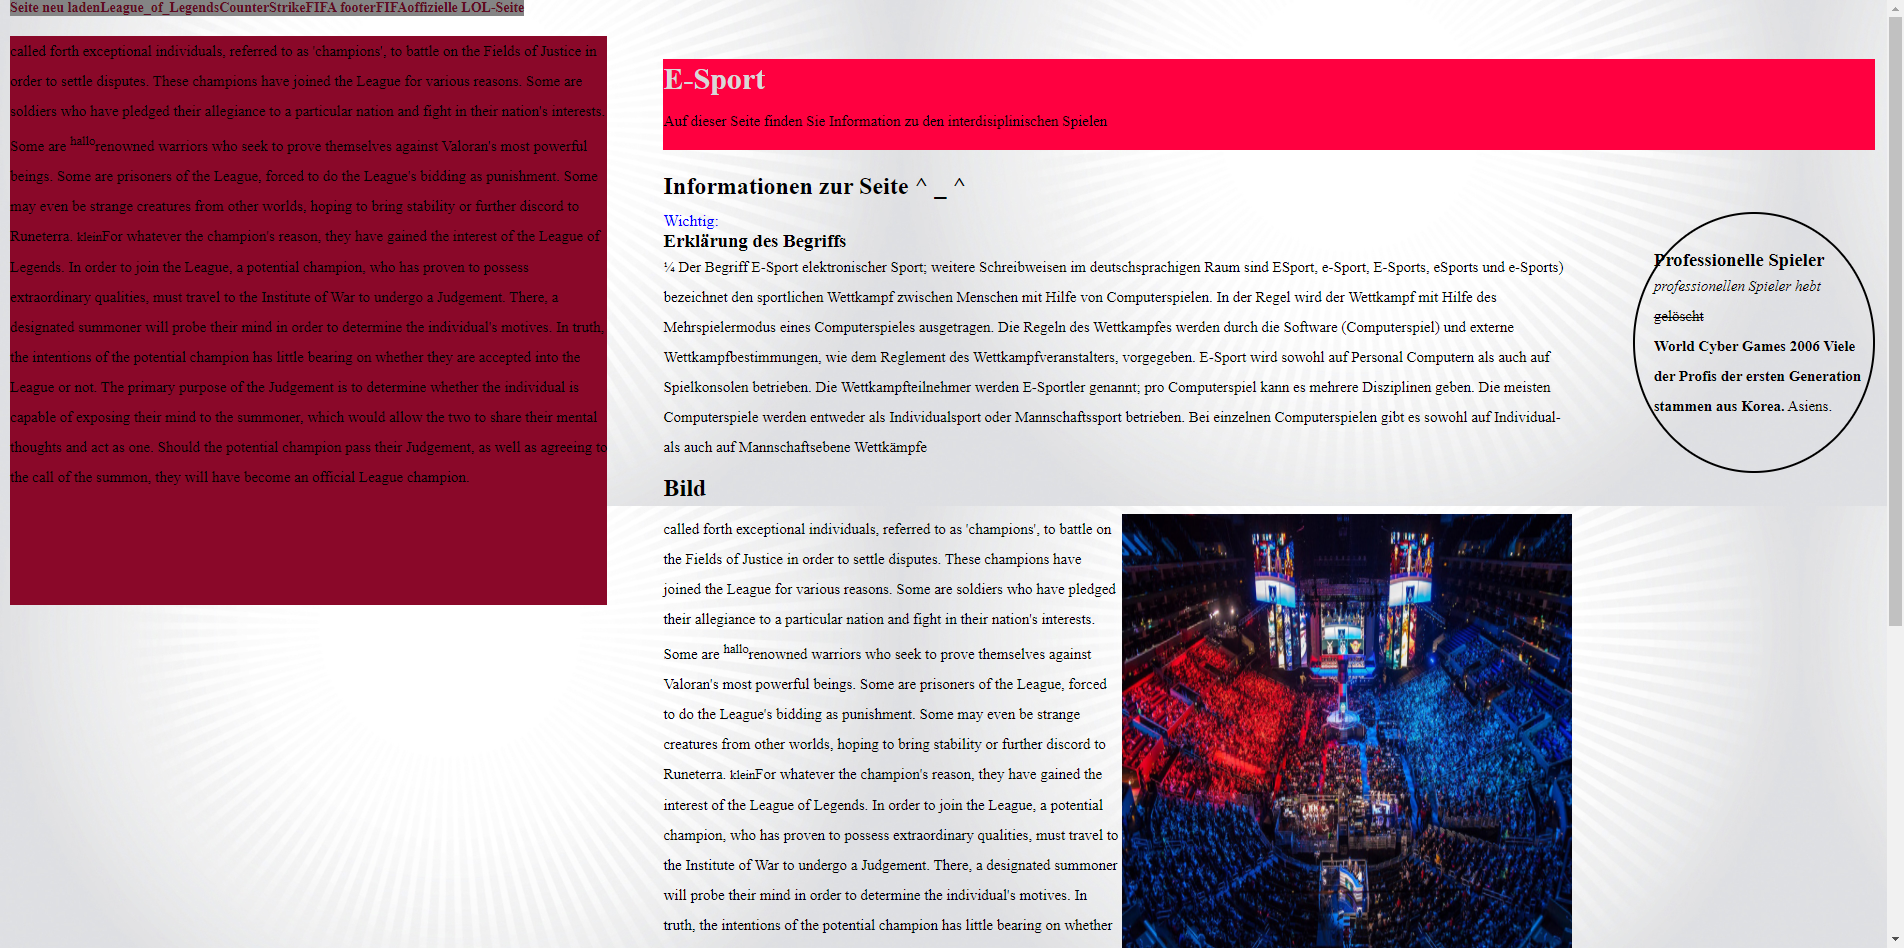 Seite neu ladenLeague_of_LegendsCounterStrikeFIFA footerFIFAoffizielle LOL-Seite
called forth exceptional individuals, referred to as 'champions', to battle on the Fields of Justice in
order to settle disputes. These champions have joined the League for various reasons. Some are
soldiers who have pledged their allegiance to a particular nation and fight in their nation's interests.
Some are hallorenowned warriors who seek to prove themselves against Valoran's most powerful
beings. Some are prisoners of the League, forced to do the League's bidding as punishment. Some
may even be strange creatures from other worlds, hoping to bring stability or further discord to
Runeterra. kleinFor whatever the champion's reason, they have gained the interest of the League of
Legends. In order to join the League, a potential champion, who has proven to possess
extraordinary qualities, must travel to the Institute of War to undergo a Judgement. There, a
designated summoner will probe their mind in order to determine the individual's motives. In truth,
the intentions of the potential champion has little bearing on whether they are accepted into the
League or not. The primary purpose of the Judgement is to determine whether the individual is
capable of exposing their mind to the summoner, which would allow the two to share their mental
thoughts and act as one. Should the potential champion pass their Judgement, as well as agreeing to
the call of the summon, they will have become an official League champion.
E-Sport
Auf dieser Seite finden Sie Information zu den interdisiplinischen Spielen
Informationen zur Seite ^ _ ^
Wichtig:
Erklärung des Begriffs
¼ Der Begriff E-Sport elektronischer Sport; weitere Schreibweisen im deutschsprachigen Raum sind ESport, e-Sport, E-Sports, eSports und e-Sports)
bezeichnet den sportlichen Wettkampf zwischen Menschen mit Hilfe von Computerspielen. In der Regel wird der Wettkampf mit Hilfe des
Mehrspielermodus eines Computerspieles ausgetragen. Die Regeln des Wettkampfes werden durch die Software (Computerspiel) und externe
Wettkampfbestimmungen, wie dem Reglement des Wettkampfveranstalters, vorgegeben. E-Sport wird sowohl auf Personal Computern als auch auf
Spielkonsolen betrieben. Die Wettkampfteilnehmer werden E-Sportler genannt; pro Computerspiel kann es mehrere Disziplinen geben. Die meisten
Computerspiele werden entweder als Individualsport oder Mannschaftssport betrieben. Bei einzelnen Computerspielen gibt es sowohl auf Individual-
als auch auf Mannschaftsebene Wettkämpfe
Professionelle Spieler
professionellen Spieler hebt
gelöscht
World Cyber Games 2006 Viele
der Profis der ersten Generation
stammen aus Korea. Asiens.
Bild
called forth exceptional individuals, referred to as 'champions', to battle on
the Fields of Justice in order to settle disputes. These champions have
joined the League for various reasons. Some are soldiers who have pledged
their allegiance to a particular nation and fight in their nation's interests.
Some are hallorenowned warriors who seek to prove themselves against
Valoran's most powerful beings. Some are prisoners of the League, forced
to do the League's bidding as punishment. Some may even be strange
creatures from other worlds, hoping to bring stability or further discord to
Runeterra. kleinFor whatever the champion's reason, they have gained the
interest of the League of Legends. In order to join the League, a potential
champion, who has proven to possess extraordinary qualities, must travel to
the Institute of War to undergo a Judgement. There, a designated summoner
will probe their mind in order to determine the individual's motives. In
truth, the intentions of the potential champion has little bearing on whether